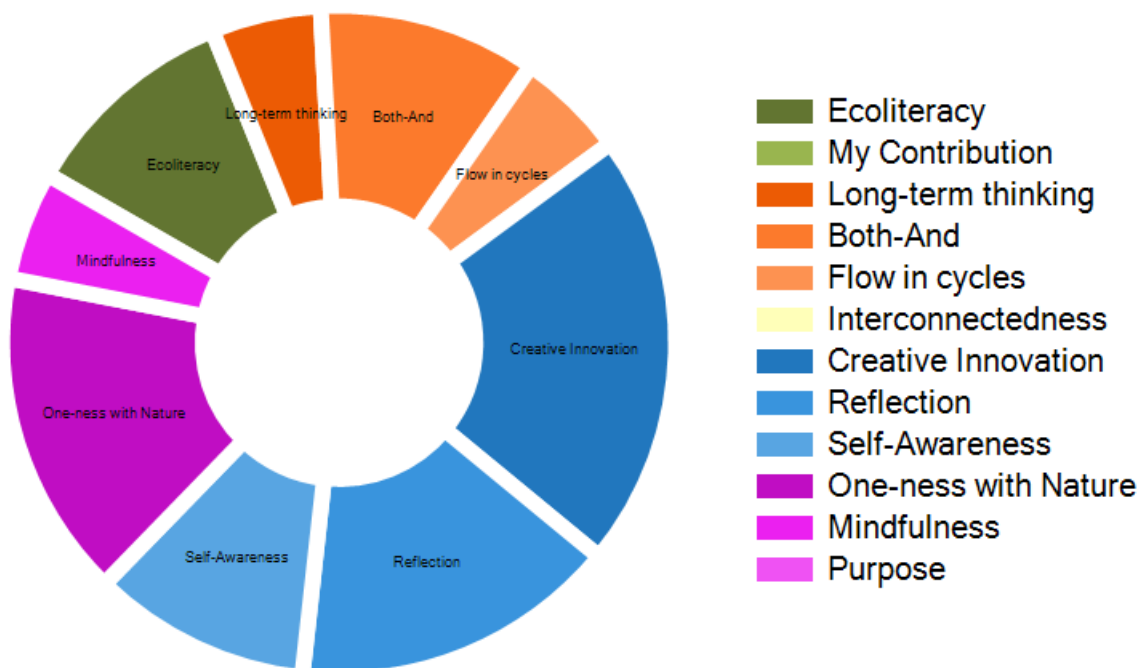 Long-term thinking
Both-And
Ecoliteracy
Flow in cycles
Mindfulness
Creative Innovation
One-ness with Nature
Self-Awareness
Reflection
Ecoliteracy
My Contribution
Long-term thinking
Both-And
Flow in cycles
Interconnectedness
Creative Innovation
Reflection
Self-Awareness
One-ness with Nature
Mindfulness
Purpose